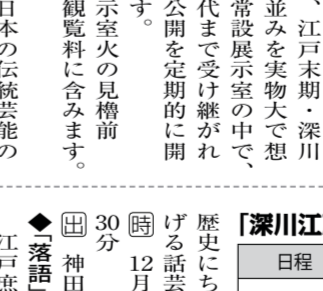 、江戸末期・深川
並みを実物大で想
常設展示室の中で、
代まで受け継がれ
公開を定期的に開
す。
示室火の見櫓前
観覧料に含みます。
日本の伝統芸能の
「深川江
日程
歴史にち
げる話芸
時 12月
30分
出 神田
◆「落語」
江戸庶